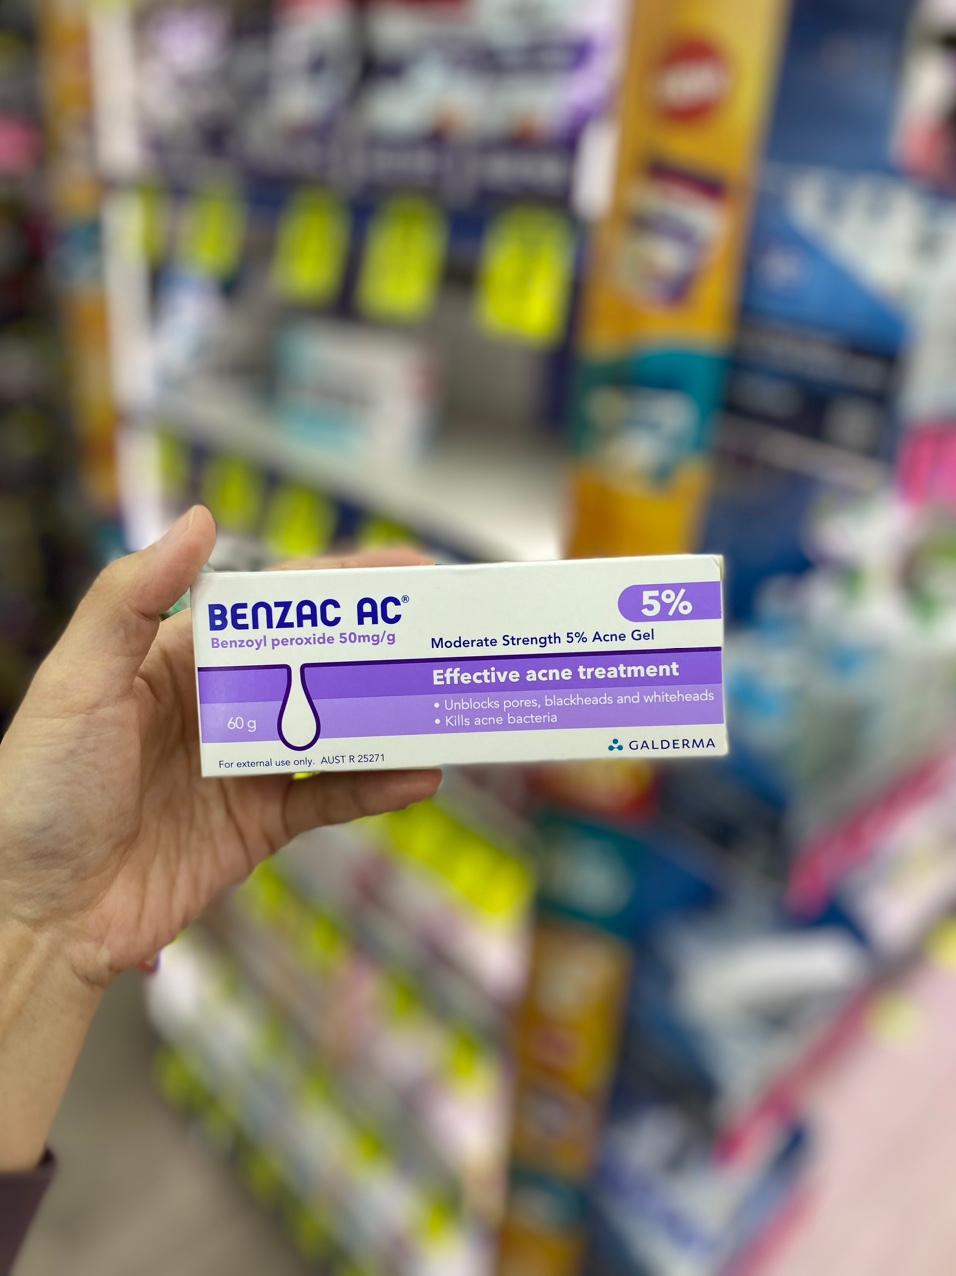 BENZAC AC®
5%
Benzoyl peroxide 50mg/g
Moderate Strength 5% Acne Gel
Effective acne treatment
• Unblocks pores, blackheads and whiteheads
60 g
• Kills acne bacteria
GALDERMA
For external use only. AUST R 25271